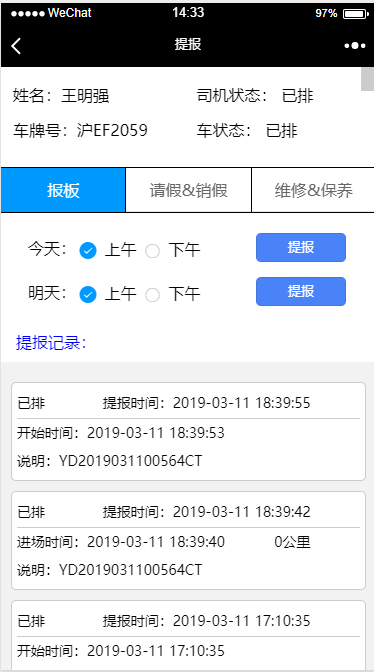 WeChat 14:33 97%
提报
姓名：王明强 司机状态： 已排
车牌号：沪EF2059 车状态： 已排
报板 请假&销假 维修&保养
今天： 上午 下午 提报
明天： 上午 下午 提报
提报记录：
已排 提报时间：2019-03-11 18:39:55
开始时间：2019-03-11 18:39:53
说明：YD2019031100564CT
已排 提报时间：2019-03-11 18:39:42
进场时间：2019-03-11 18:39:40 0公里
说明：YD2019031100564CT
已排 提报时间：2019-03-11 17:10:35
开始时间：2019-03-11 17:10:35